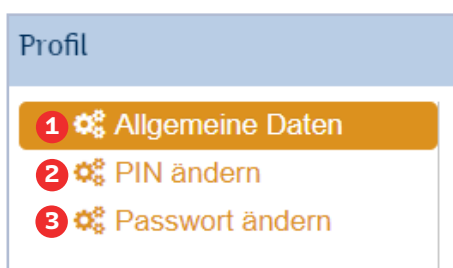 Profil
1 Allgemeine Daten
2 PIN ändern
3 Passwort ändern